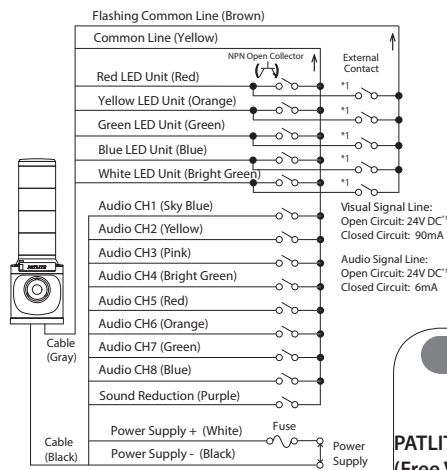 Flashing Common Line (Brown)
Common Line (Yellow)
NPN Open Collector
External
Contact
Red LED Unit (Red)
*1
Yellow LED Unit (Orange)
*1
Green LED Unit (Green)
*1
Blue LED Unit (Blue)
*1
White LED Unit (Bright Green)
*1
Audio CH1 (Sky Blue)
Audio CH2 (Yellow)
Audio CH3 (Pink)
Audio CH4 (Bright Green)
Audio CH5 (Red)
Audio CH6 (Orange)
Audio CH7 (Green)
Audio CH8 (Blue)
Sound Reduction (Purple)
Visual Signal Line:
Open Circuit: 24V DC
Closed Circuit: 90mA
Audio Signal Line:
Open Circuit: 24V DC
Closed Circuit: 6mA
PATLITE
Cable
(Gray)
Cable
(Black)
Power Supply + (White)
Fuse
Power Supply - (Black)
Power
Supply
PATLIT
(Free